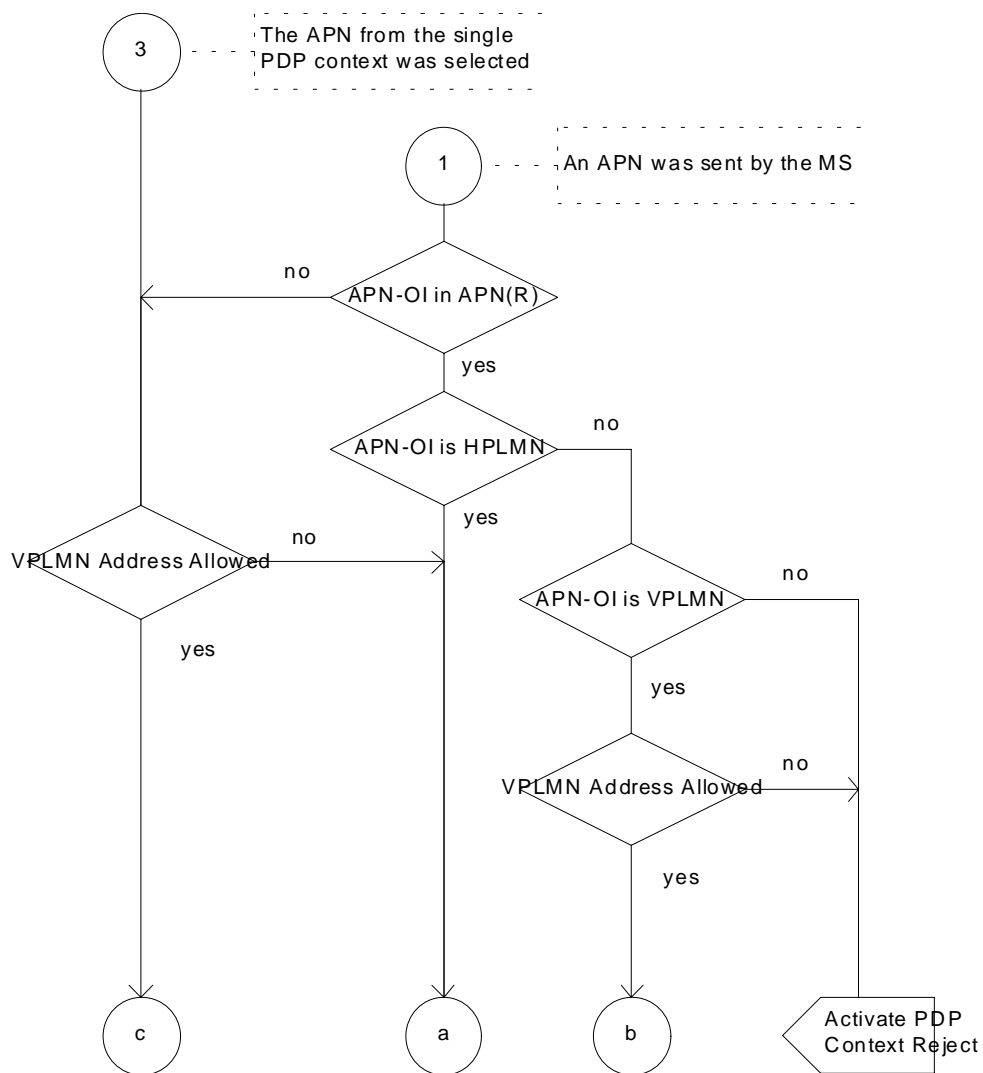 3
The APN from the single
PDP context was selected
1
An APN was sent by the MS
no
APN-OI in APN(R)
yes
APN-OI is HPLMN
no
yes
VPLMN Address Allowed
no
yes
APN-OI is VPLMN
no
yes
VPLMN Address Allowed
no
yes
c
a
b
Activate PDP
Context Reject